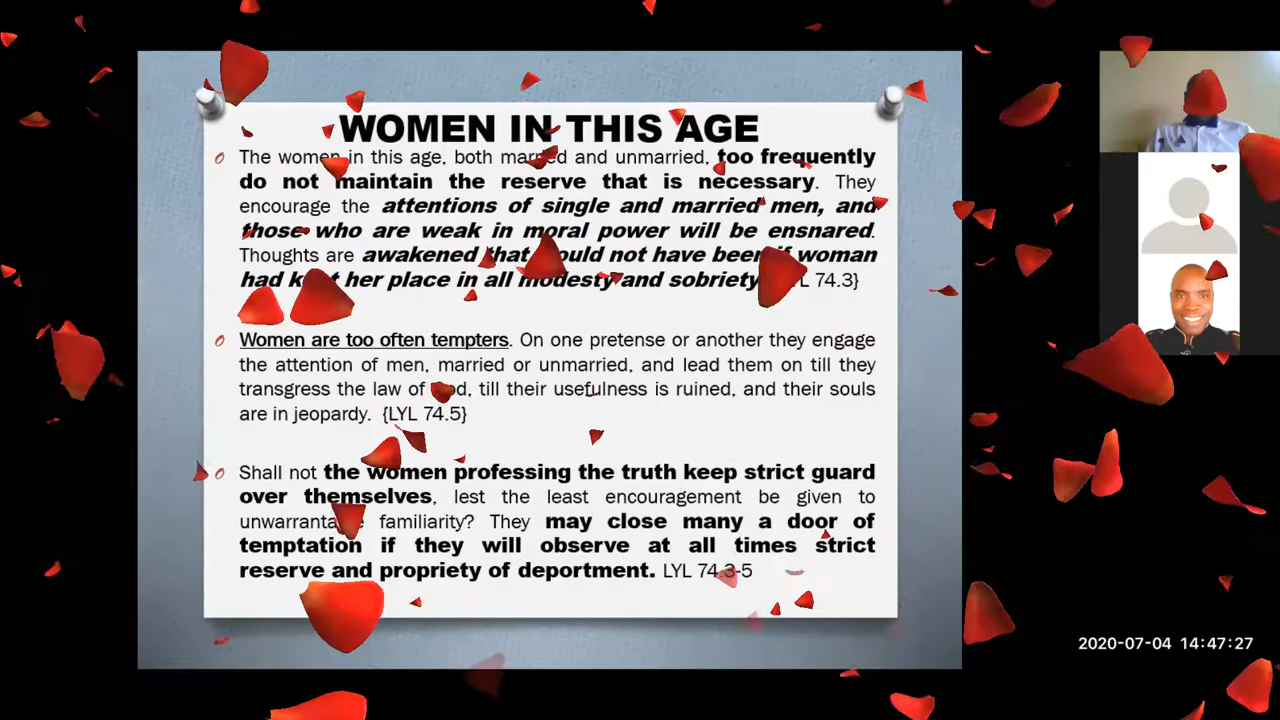 WOMEN IN THIS AGE
The women in this age, both married and unmarried, too frequently
do not maintain the reserve that is necessary. They
encourage the attentions of single and married men, and
those who are weak in moral power will be ensnared.
Thoughts are awakened that should not have been if woman
had kept her place in all modesty and sobriety L 74.3}
Women are too often tempters. On one pretense or another they engage
the attention of men, married or unmarried, and lead them on till they
transgress the law of God, till their usefulness is ruined, and their souls
are in jeopardy. {LYL 74.5}
Shall not the women professing the truth keep strict guard
over themselves, lest the least encouragement be given to
unwarrantable familiarity? They may close many a door of
temptation if they will observe at all times strict
reserve and propriety of deportment. LYL 74.3-5
2020-07-04 14:47:27